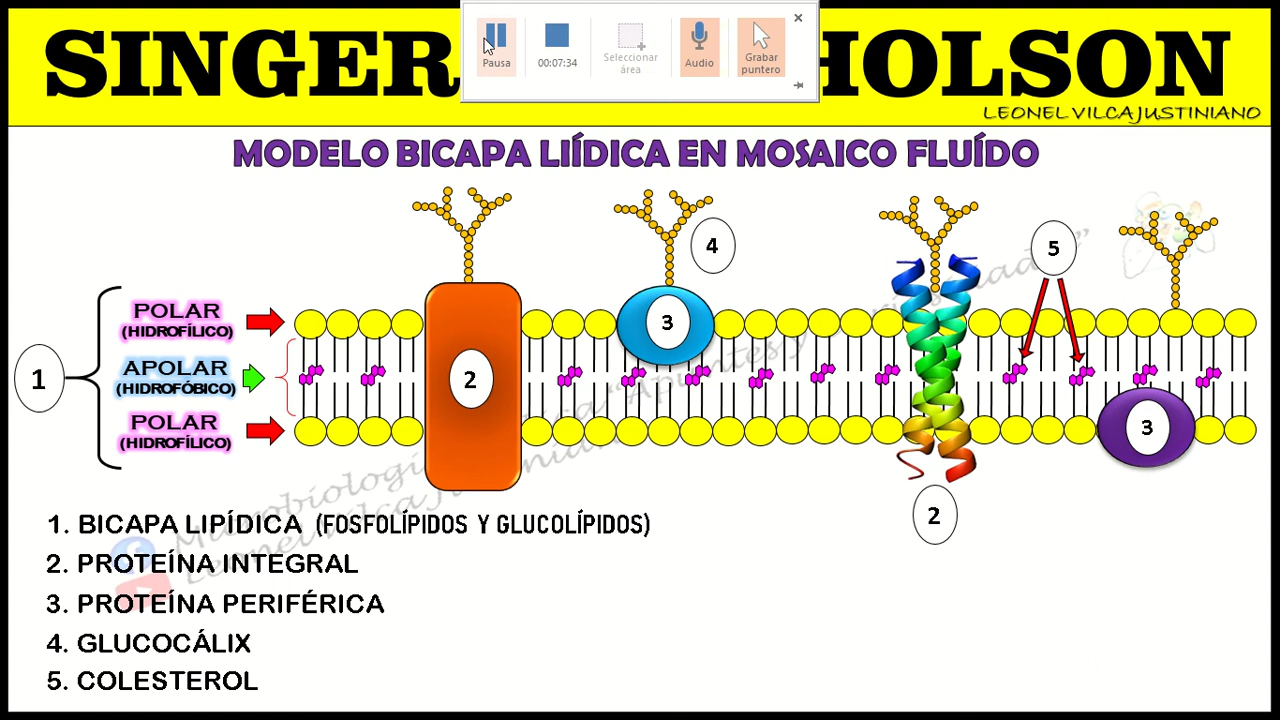 SINGER HOLSON
Pausa
00:07:34
Seleccionar
área
Audio
Grabar
puntero
LEONEL VILCA JUSTINIANO
MODELO BICAPA LIÍDICA EN MOSAICO FLUÍDO
4
5
POLAR
(HIDROFÍLICO)
3
1
APOLAR
(HIDROFÓBICO)
2
POLAR
(HIDROFÍLICO)
3
2
1. BICAPA LIPÍDICA (FOSFOLÍPIDOS Y GLUCOLÍPIDOS)
2. PROTEÍNA INTEGRAL
3. PROTEÍNA PERIFÉRICA
4. GLUCOCÁLIX
5. COLESTEROL